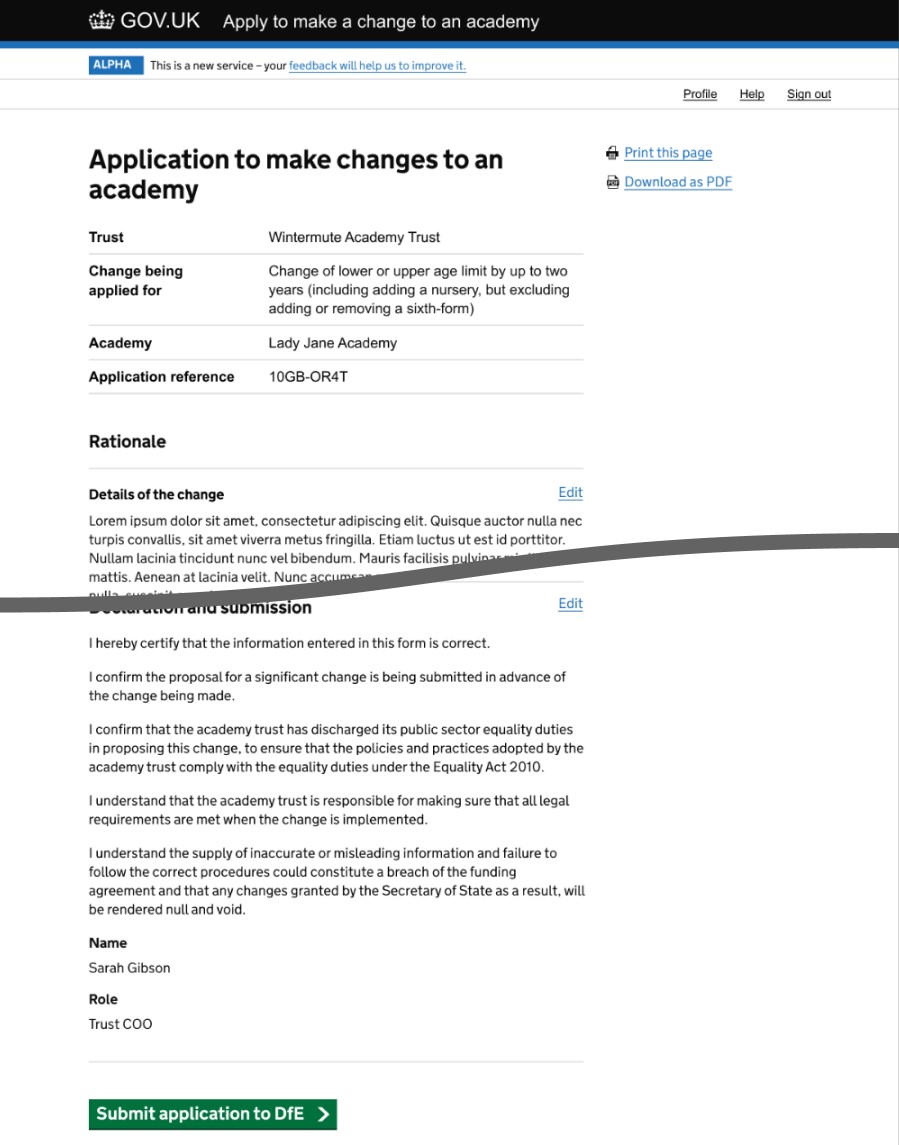 GOV.UK Apply to make a change to an academy
ALPHA This is a new service – your feedback will help us to improve it.
Profile Help Sign out
Application to make changes to an
academy
Print this page
Download as PDF
Trust Wintermute Academy Trust
Change being
applied for
Change of lower or upper age limit by up to two
years (including adding a nursery, but excluding
adding or removing a sixth-form)
Academy Lady Jane Academy
Application reference 10GB-OR4T
Rationale
Details of the change Edit
Lorem ipsum dolor sit amet, consectetur adipiscing elit. Quisque auctor nulla nec
turpis convallis, sit amet viverra metus fringilla. Etiam luctus ut est id porttitor.
Nullam lacinia tincidunt nunc vel bibendum. Mauris facilisis pulvinar
mattis. Aenean at lacinia velit. Nunc accumsan
Declaration and submission Edit
I hereby certify that the information entered in this form is correct.
I confirm the proposal for a significant change is being submitted in advance of
the change being made.
I confirm that the academy trust has discharged its public sector equality duties
in proposing this change, to ensure that the policies and practices adopted by the
academy trust comply with the equality duties under the Equality Act 2010.
I understand that the academy trust is responsible for making sure that all legal
requirements are met when the change is implemented.
I understand the supply of inaccurate or misleading information and failure to
follow the correct procedures could constitute a breach of the funding
agreement and that any changes granted by the Secretary of State as a result, will
be rendered null and void.
Name
Sarah Gibson
Role
Trust COO
Submit application to DfE